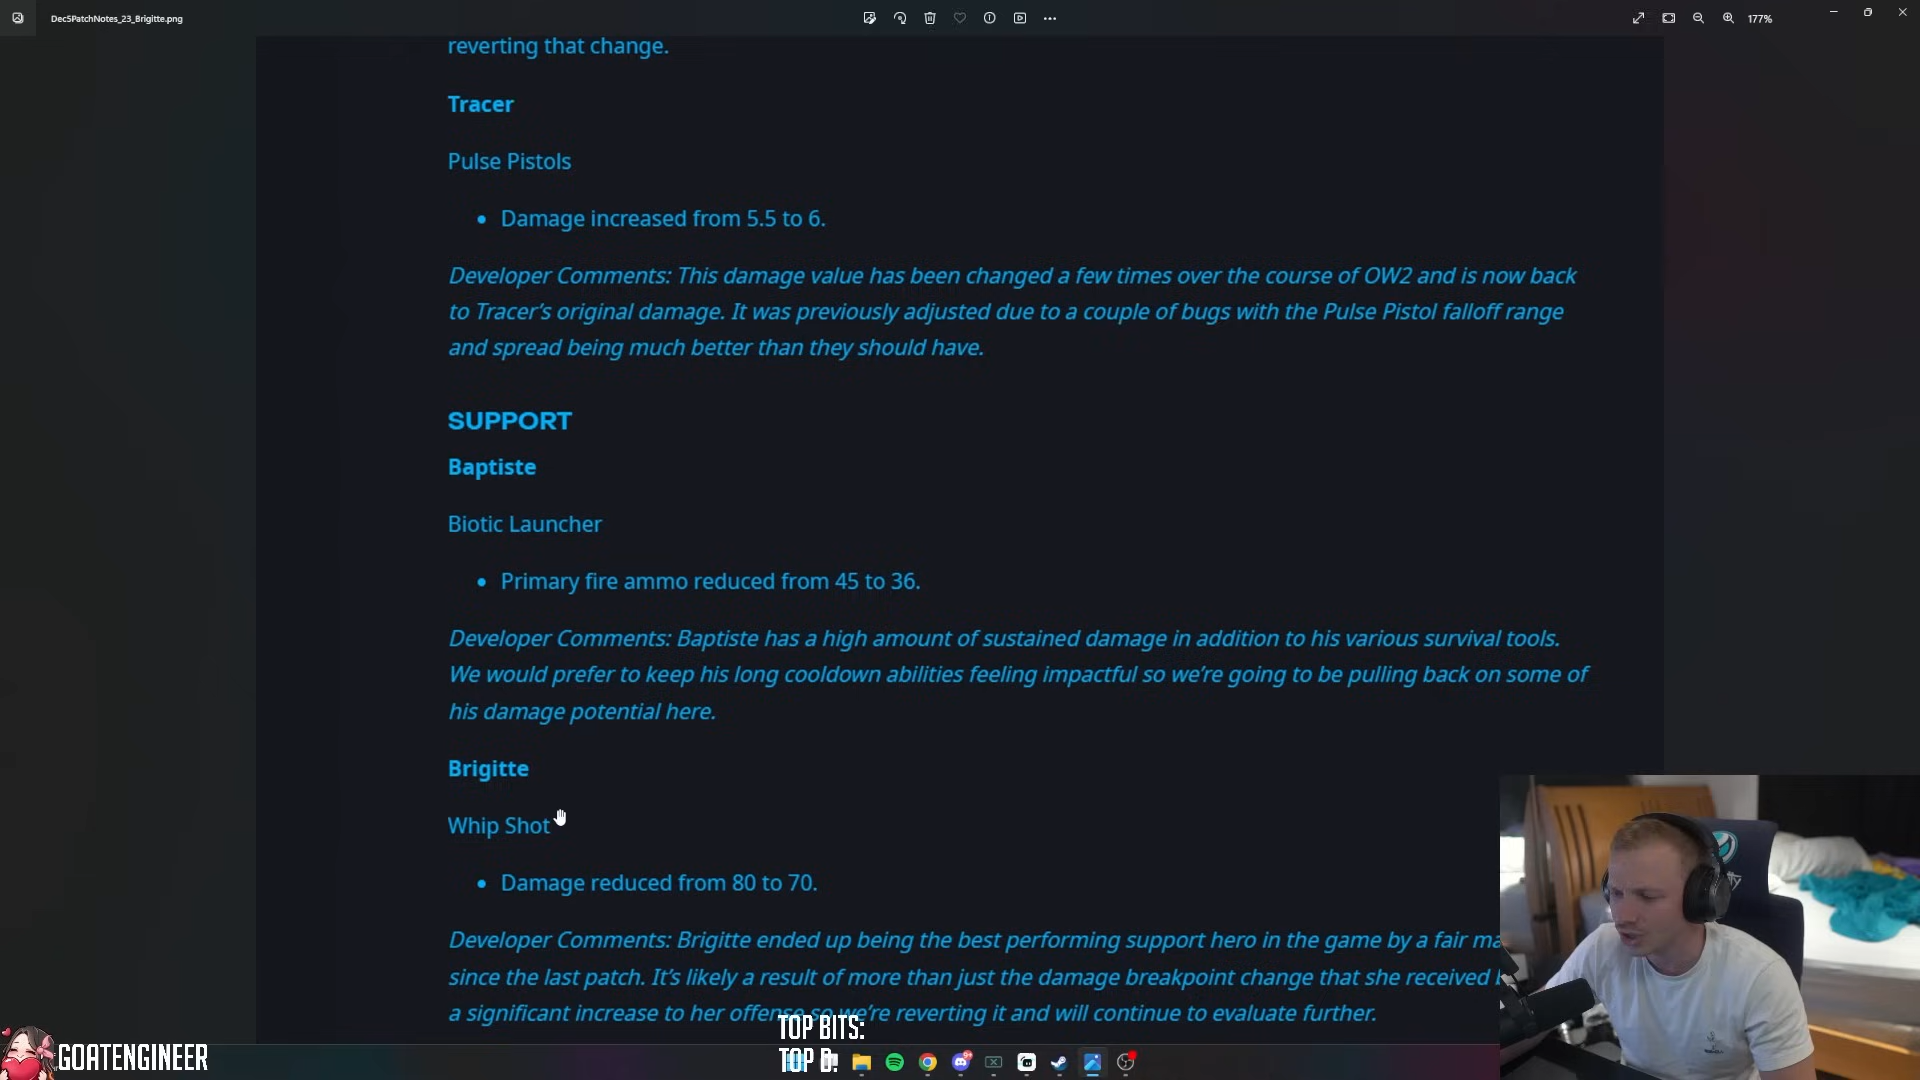 DecSPatchNotes_23_Brigitte.png
177%
reverting that change.
Tracer
Pulse Pistols
Damage increased from 5.5 to 6.
Developer Comments: This damage value has been changed a few times over the course of OW2 and is now back
to Tracer's original damage. It was previously adjusted due to a couple of bugs with the Pulse Pistol falloff range
and spread being much better than they should have.
SUPPORT
Baptiste
Biotic Launcher
Primary fire ammo reduced from 45 to 36.
Developer Comments: Baptiste has a high amount of sustained damage in addition to his various survival tools.
We would prefer to keep his long cooldown abilities feeling impactful so we're going to be pulling back on some of
his damage potential here.
Brigitte
Whip Shot
Damage reduced from 80 to 70.
Developer Comments: Brigitte ended up being the best performing support hero in the game by a fair
since the last patch. It's likely a result of more than just the damage breakpoint change that she received
a significant increase to her offense so we're reverting it and will continue to evaluate further.
TOP BITS:
TOP D:
GOATENGINEER